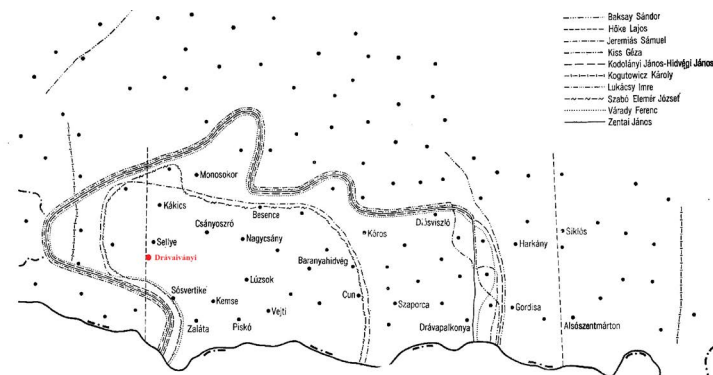 Baksay Sándor
Hőke Lajos
Jeremiás Sámuel
Kiss Géza
Kodolányi János-Hidvégi János
Kogutowicz Károly
Lukácsy Imre
Szabó Elemér József
Várady Ferenc
Zentai János
Monosokor
Kákics
Besence
Csányoszró
Kóros
Diósviszló
Siklós
Sellye
Nagycsány
Harkány
Drávaiványi
Baranyahidvég
Lúzsok
Sósvertike
Kemse
Cun
Szaporca
Gordisa
Vejti
Zaláta
Piskó
Drávapalkonya
Alsószentmárton